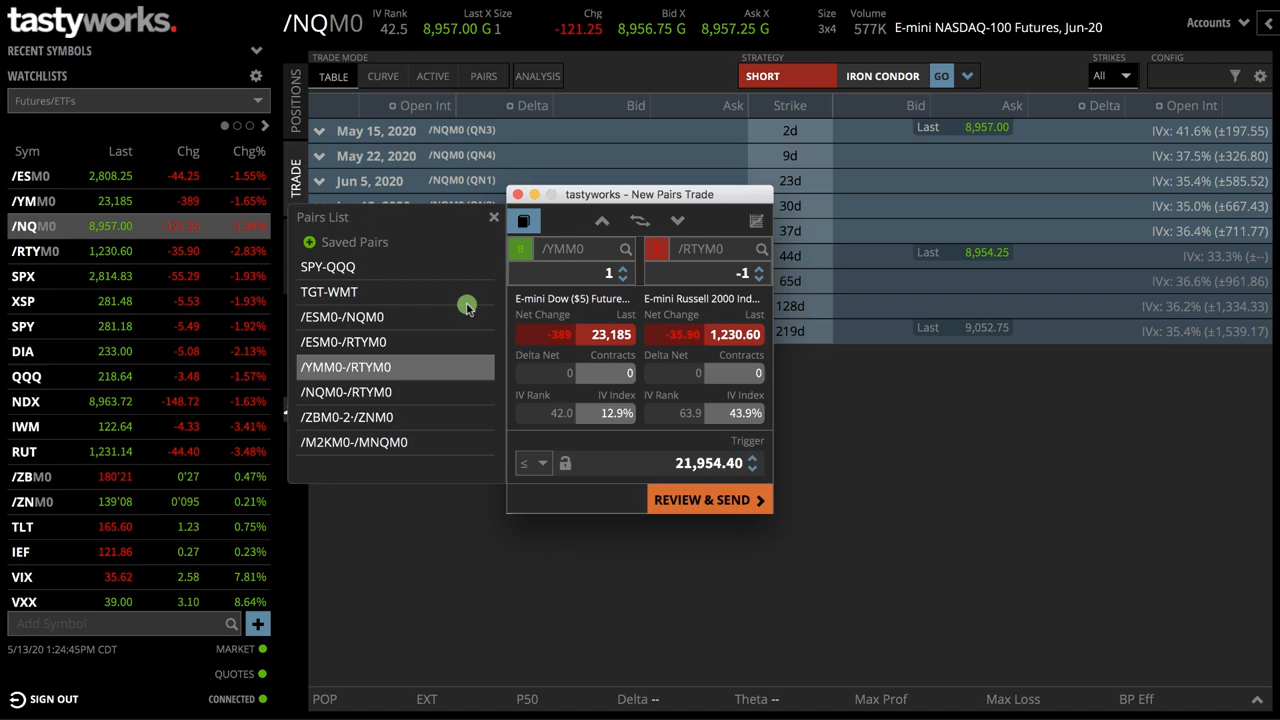 tastyworks.
/NQM0
IV Rank
42.5
Last X Size
8,957.00 G 1
Chg
-121.25
Bid X
8,956.75 G
Ask X
8,957.25 G
Size
3x4
Volume
577K
E-mini NASDAQ-100 Futures, Jun-20
Accounts
RECENT SYMBOLS
WATCHLISTS
Futures/ETFs
Sym Last Chg Chg%
/ESM0 2,808.25 -44.25 -1.55%
/YMM0 23,185 -389 -1.65%
/NQM0 8,957.00 -121.25 -1.34%
/RTYM0 1,230.60 -35.90 -2.83%
SPX 2,814.83 -55.29 -1.93%
XSP 281.48 -5.53 -1.93%
SPY 281.18 -5.49 -1.92%
DIA 233.00 -5.08 -2.13%
QQQ 218.64 -3.48 -1.57%
NDX 8,963.72 -148.72 -1.63%
IWM 122.64 -4.33 -3.41%
RUT 1,231.14 -44.40 -3.48%
/ZBM0 180'21 0'27 0.47%
/ZNM0 139'08 0'095 0.21%
TLT 165.60 1.23 0.75%
IEF 121.86 0.27 0.23%
VIX 35.62 2.58 7.81%
VXX 39.00 3.10 8.64%
Add Symbol
5/13/20 1:24:45PM CDT
MARKET
QUOTES
CONNECTED
SIGN OUT
POSITIONS
TRADE
TRADE MODE
TABLE CURVE ACTIVE PAIRS ANALYSIS
STRATEGY
SHORT IRON CONDOR GO
STRIKES
All
CONFIG
Open Int Delta Bid Ask Strike Bid Ask Delta Open Int
May 15, 2020 /NQM0 (QN3) 2d Last 8,957.00 IVx: 41.6% (±197.55)
May 22, 2020 /NQM0 (QN4) 9d IVx: 37.5% (±326.80)
Jun 5, 2020 /NQM0 (QN1) 23d IVx: 35.4% (±585.52)
30d IVx: 35.0% (±667.43)
37d IVx: 36.4% (±711.77)
44d Last 8,954.25 IVx: 33.3% (±--)
65d IVx: 35.4% (±961.86)
128d IVx: 36.2% (±1,334.33)
219d Last 9,052.75 IVx: 35.4% (±1,539.17)
Pairs List
Saved Pairs
SPY-QQQ
TGT-WMT
/ESM0-/NQM0
/ESM0-/RTYM0
/YMM0-/RTYM0
/NQM0-/RTYM0
/ZBM0-2·/ZNM0
/M2KM0-/MNQM0
tastyworks - New Pairs Trade
B /YMM0 /RTYM0
1 -1
E-mini Dow ($5) Future... E-mini Russell 2000 Ind...
Net Change Last Net Change Last
-389 23,185 -35.90 1,230.60
Delta Net Contracts Delta Net Contracts
0 0 0 0
IV Rank IV Index IV Rank IV Index
42.0 12.9% 63.9 43.9%
Trigger
≤ 21,954.40
REVIEW & SEND
POP EXT P50 Delta -- Theta -- Max Prof Max Loss BP Eff